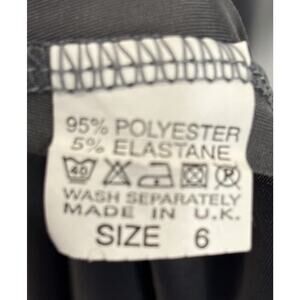 95% POLYESTER
5% ELASTANE
40
WASH SEPARATELY
MADE IN U.K.
SIZE 6